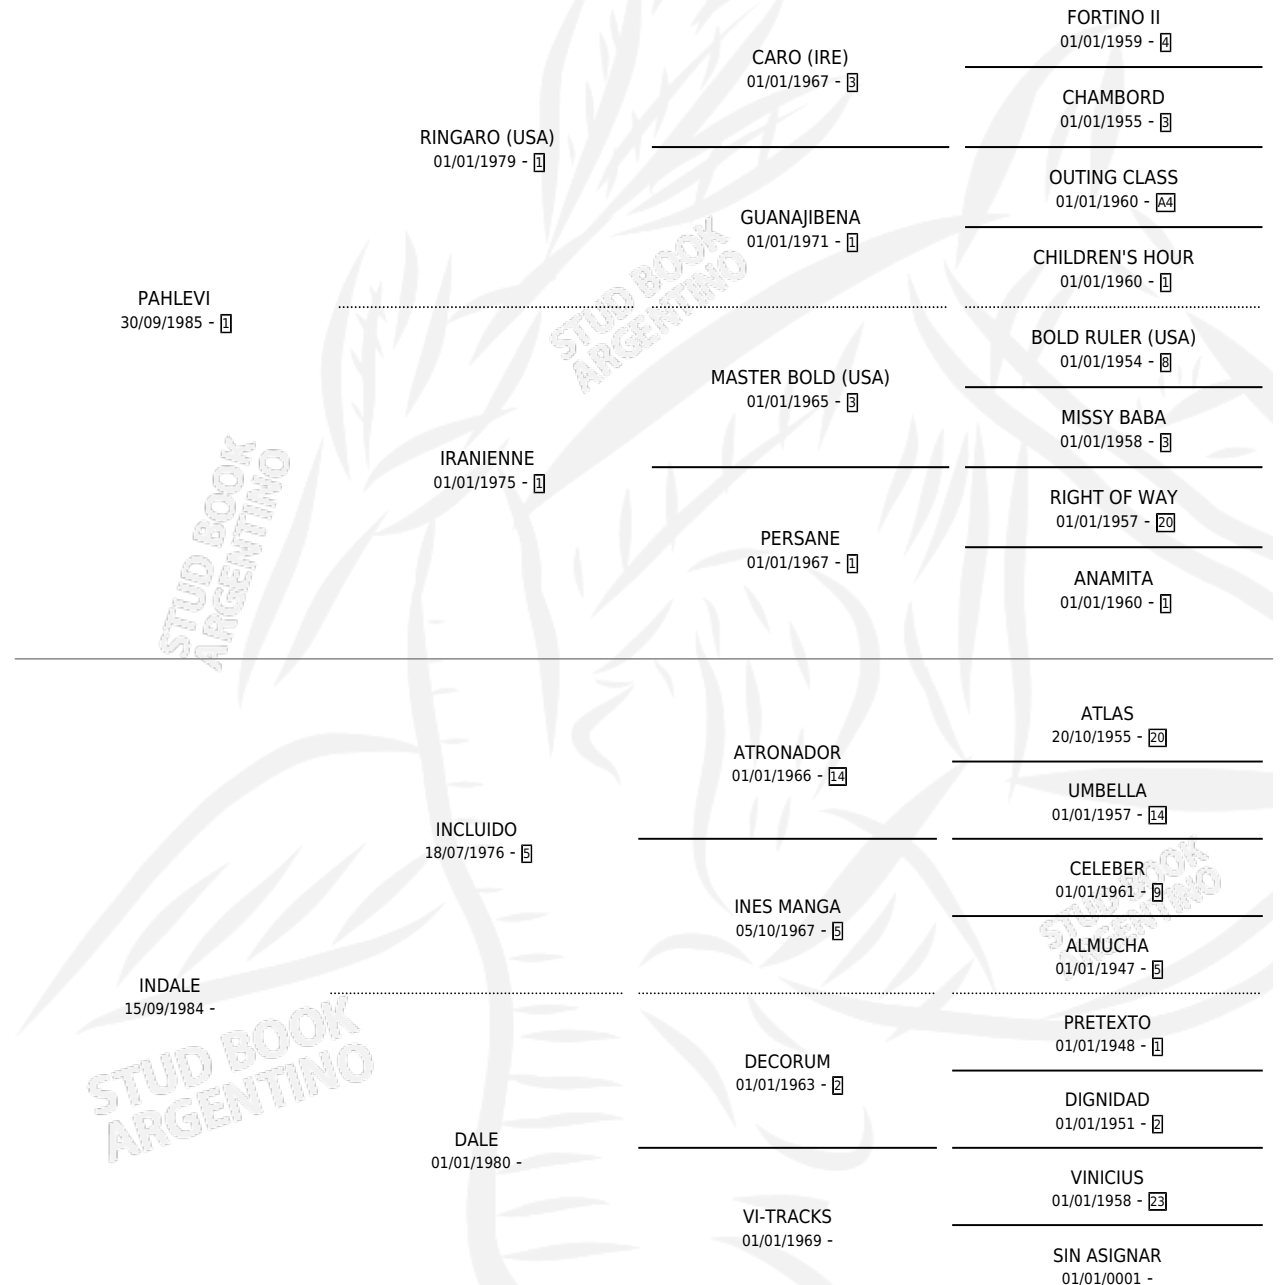 FORTINO II
01/01/1959 - 4
CARO (IRE)
01/01/1967 - 3
CHAMBORD
01/01/1955 - 3
RINGARO (USA)
01/01/1979 - 1
OUTING CLASS
01/01/1960 - A4
GUANAJIBENA
01/01/1971 - 1
CHILDREN'S HOUR
01/01/1960 - 1
PAHLEVI
30/09/1985 - 1
BOLD RULER (USA)
01/01/1954 - 8
MASTER BOLD (USA)
01/01/1965 - 3
MISSY BABA
01/01/1958 - 3
IRANIENNE
01/01/1975 - 1
RIGHT OF WAY
01/01/1957 - 20
PERSANE
01/01/1967 - 1
ANAMITA
01/01/1960 - 1
STUD BOOK
ARGENTINO
STUD BOOK
ARGENTINO
ATLAS
20/10/1955 - 20
ATRONADOR
01/01/1966 - 14
UMBELLA
01/01/1957 - 14
INCLUIDO
18/07/1976 - 5
CELEBER
01/01/1961 - 9
INES MANGA
05/10/1967 - 5
ALMUCHA
01/01/1947 - 5
INDALE
15/09/1984 -
PRETEXTO
01/01/1948 - 1
DECORUM
01/01/1963 - 2
DIGNIDAD
01/01/1951 - 2
DALE
01/01/1980 -
VINICIUS
01/01/1958 - 23
VI-TRACKS
01/01/1969 -
SIN ASIGNAR
01/01/0001 -
STUD BOOK
ARGENTINO
STUD BOOK
ARGENTINO